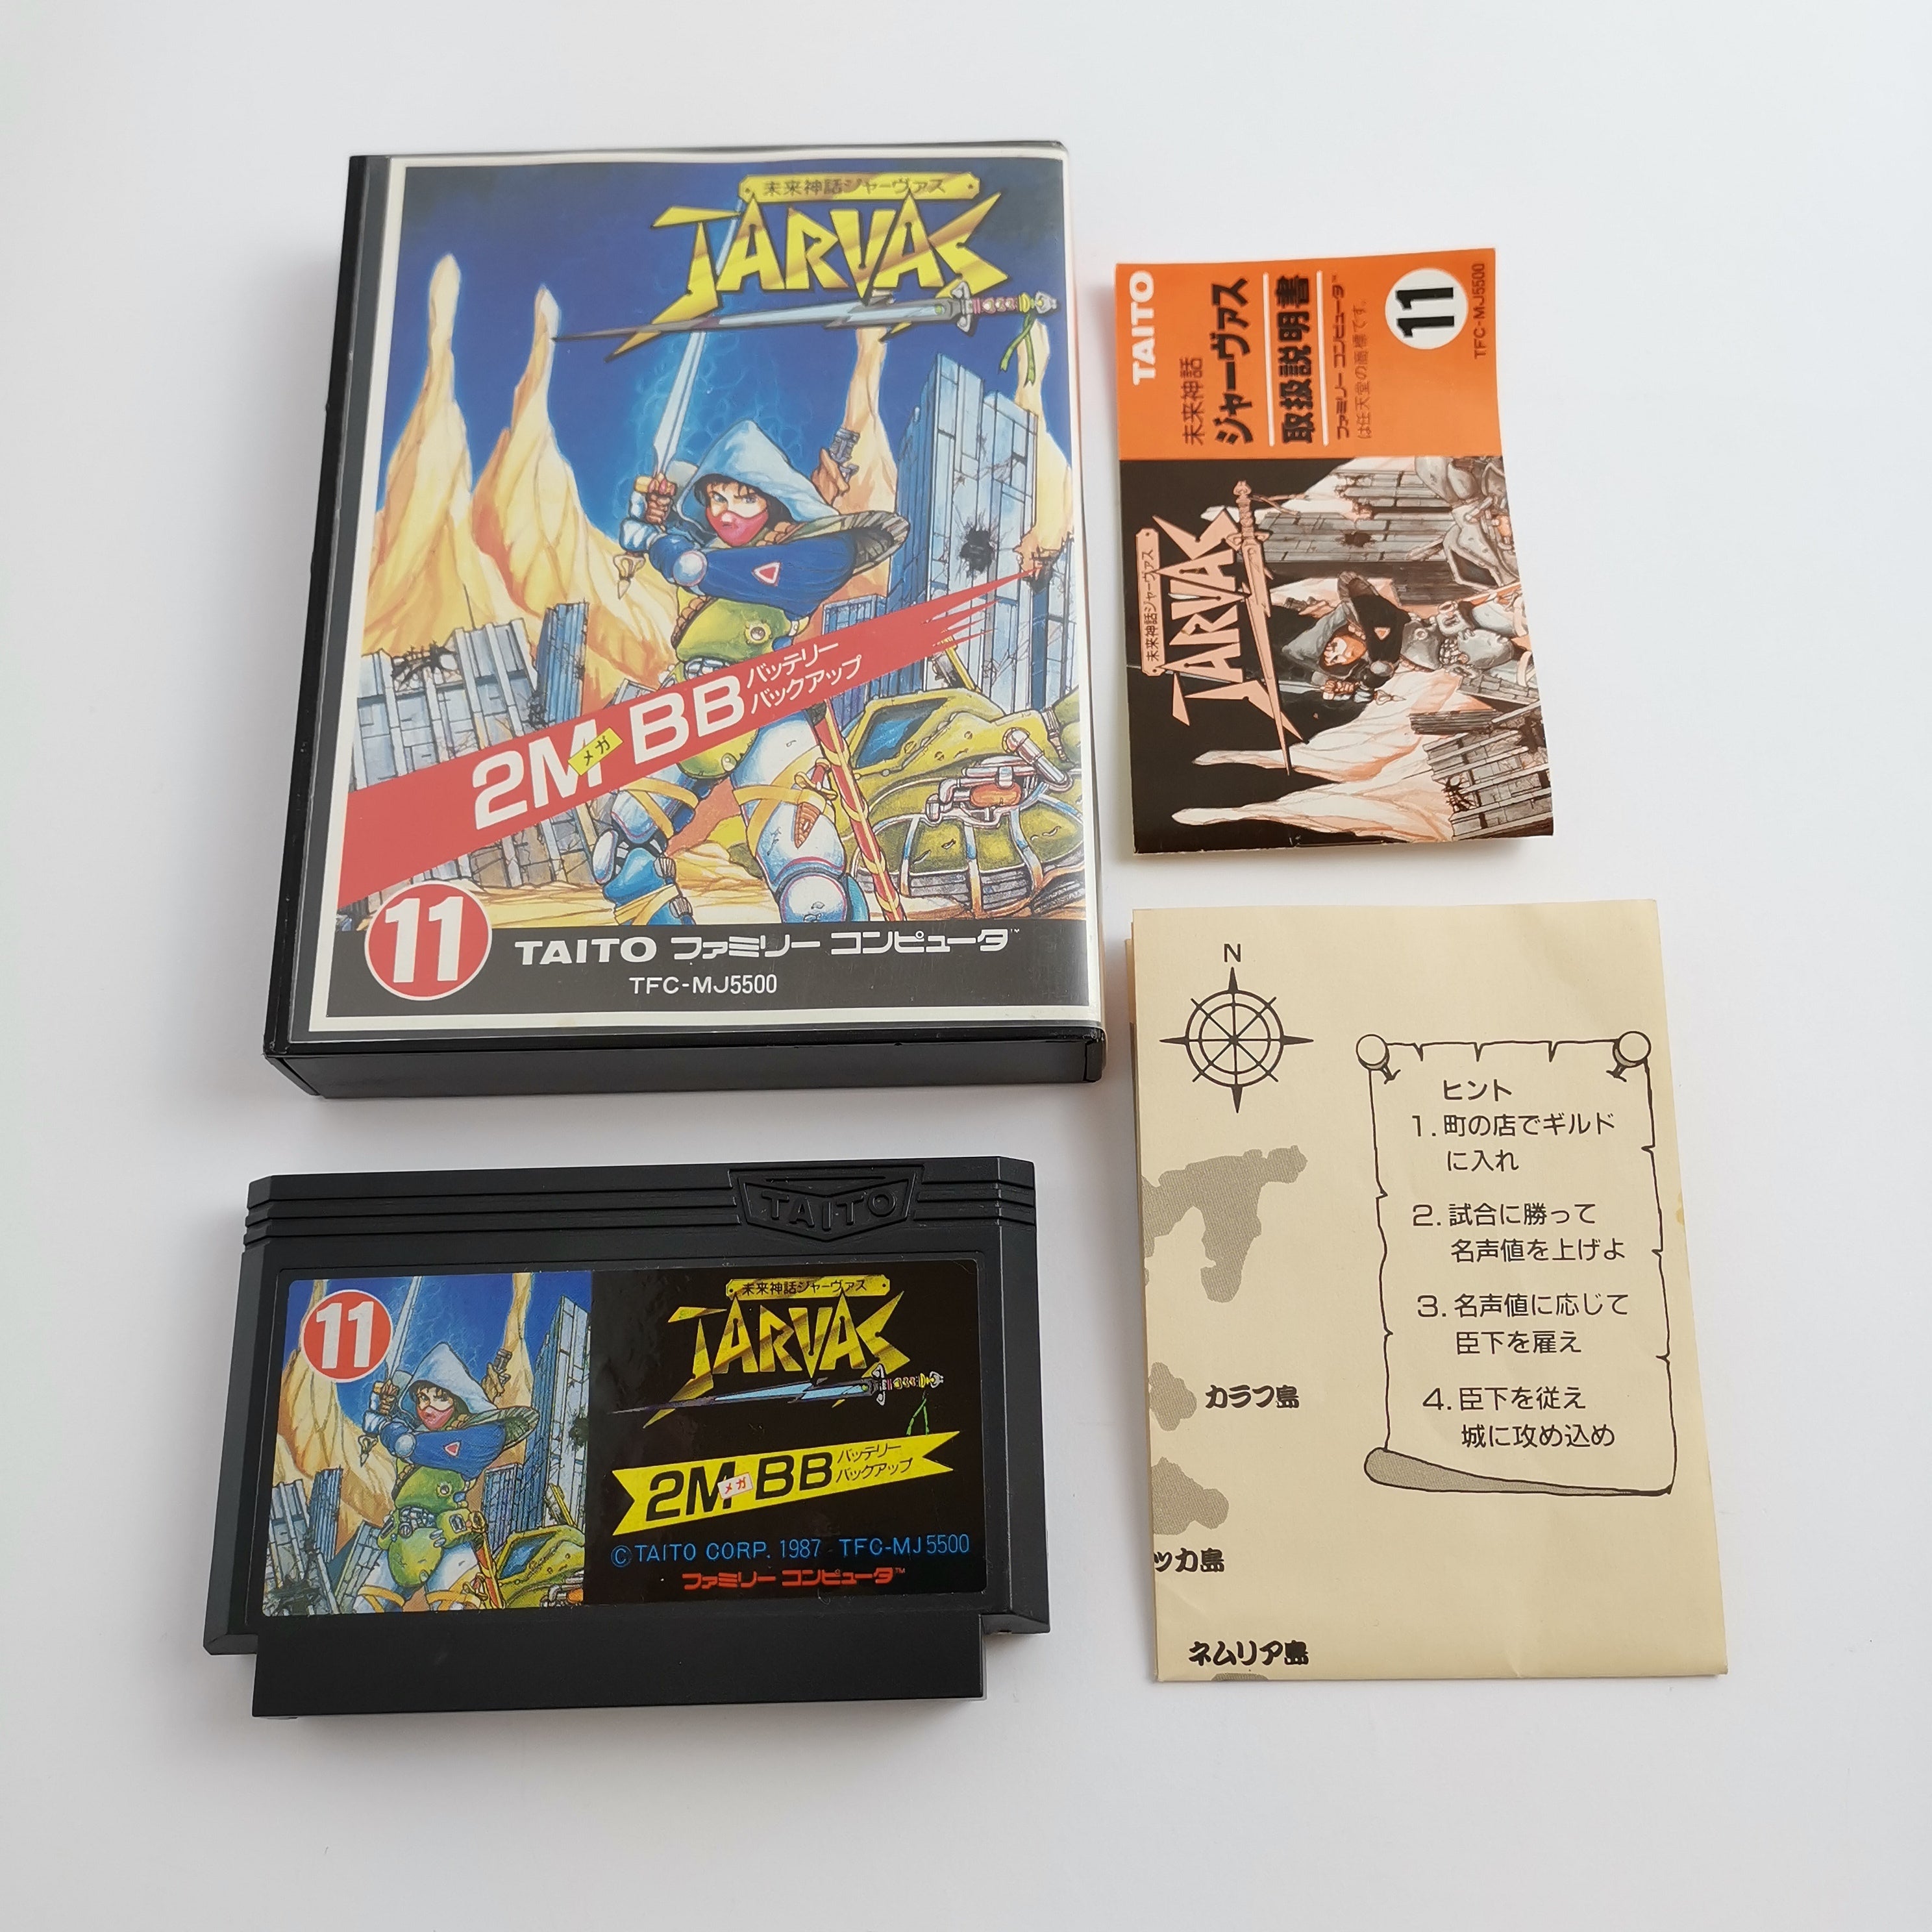 未来神話ジャーヴァス
JARVAS
2M BB
メガ
バッテリー
バックアップ
11
TAITO ファミリー コンピュータ™
TFC-MJ5500
TAITO
未来神話
ジャーヴァス
取扱説明書
ファミリー コンピュータ™
は任天堂の商標です。
11
TFC-MJ5500
未来神話ジャーヴァス
JARVAS
TAITO
11
未来神話ジャーヴァス
JARVAS
2M BB
メガ
バッテリー
バックアップ
©TAITO CORP. 1987 TFC-MJ5500
ファミリー コンピュータ™
N
ヒント
1. 町の店でギルド
に入れ
2. 試合に勝って
名声値を上げよ
3. 名声値に応じて
臣下を雇え
4. 臣下を従え
城に攻め込め
カラフ島
ッカ島
ネムリア島